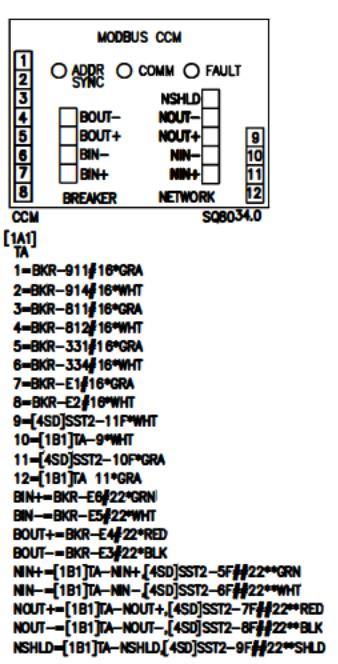 MODBUS CCM
1
2
3
4
5
6
7
8
ADDR SYNC
COMM
FAULT
NSHLD
BOUT- NOUT-
BOUT+ NOUT+
BIN- NIN-
BIN+ NIN+
9
10
11
12
BREAKER NETWORK
CCM SQ8034.0
[1A1]
TA
1=BKR-911#16*GRA
2=BKR-914#16*WHT
3=BKR-811#16*GRA
4=BKR-812#16*WHT
5=BKR-331#16*GRA
6=BKR-334#16*WHT
7=BKR-E1#16*GRA
8=BKR-E2#16*WHT
9=[4SD]SST2-11F*WHT
10=[1B1]TA-9*WHT
11=[4SD]SST2-10F*GRA
12=[1B1]TA 11*GRA
BIN+=BKR-E6#22*GRN
BIN-=BKR-E5#22*WHT
BOUT+=BKR-E4#22*RED
BOUT-=BKR-E3#22*BLK
NIN+=[1B1]TA-NIN+,[4SD]SST2-5F##22**GRN
NIN-=[1B1]TA-NIN-,[4SD]SST2-6F##22**WHT
NOUT+=[1B1]TA-NOUT+,[4SD]SST2-7F##22**RED
NOUT-=[1B1]TA-NOUT-,[4SD]SST2-8F##22**BLK
NSHLD=[1B1]TA-NSHLD,[4SD]SST2-9F##22**SHLD